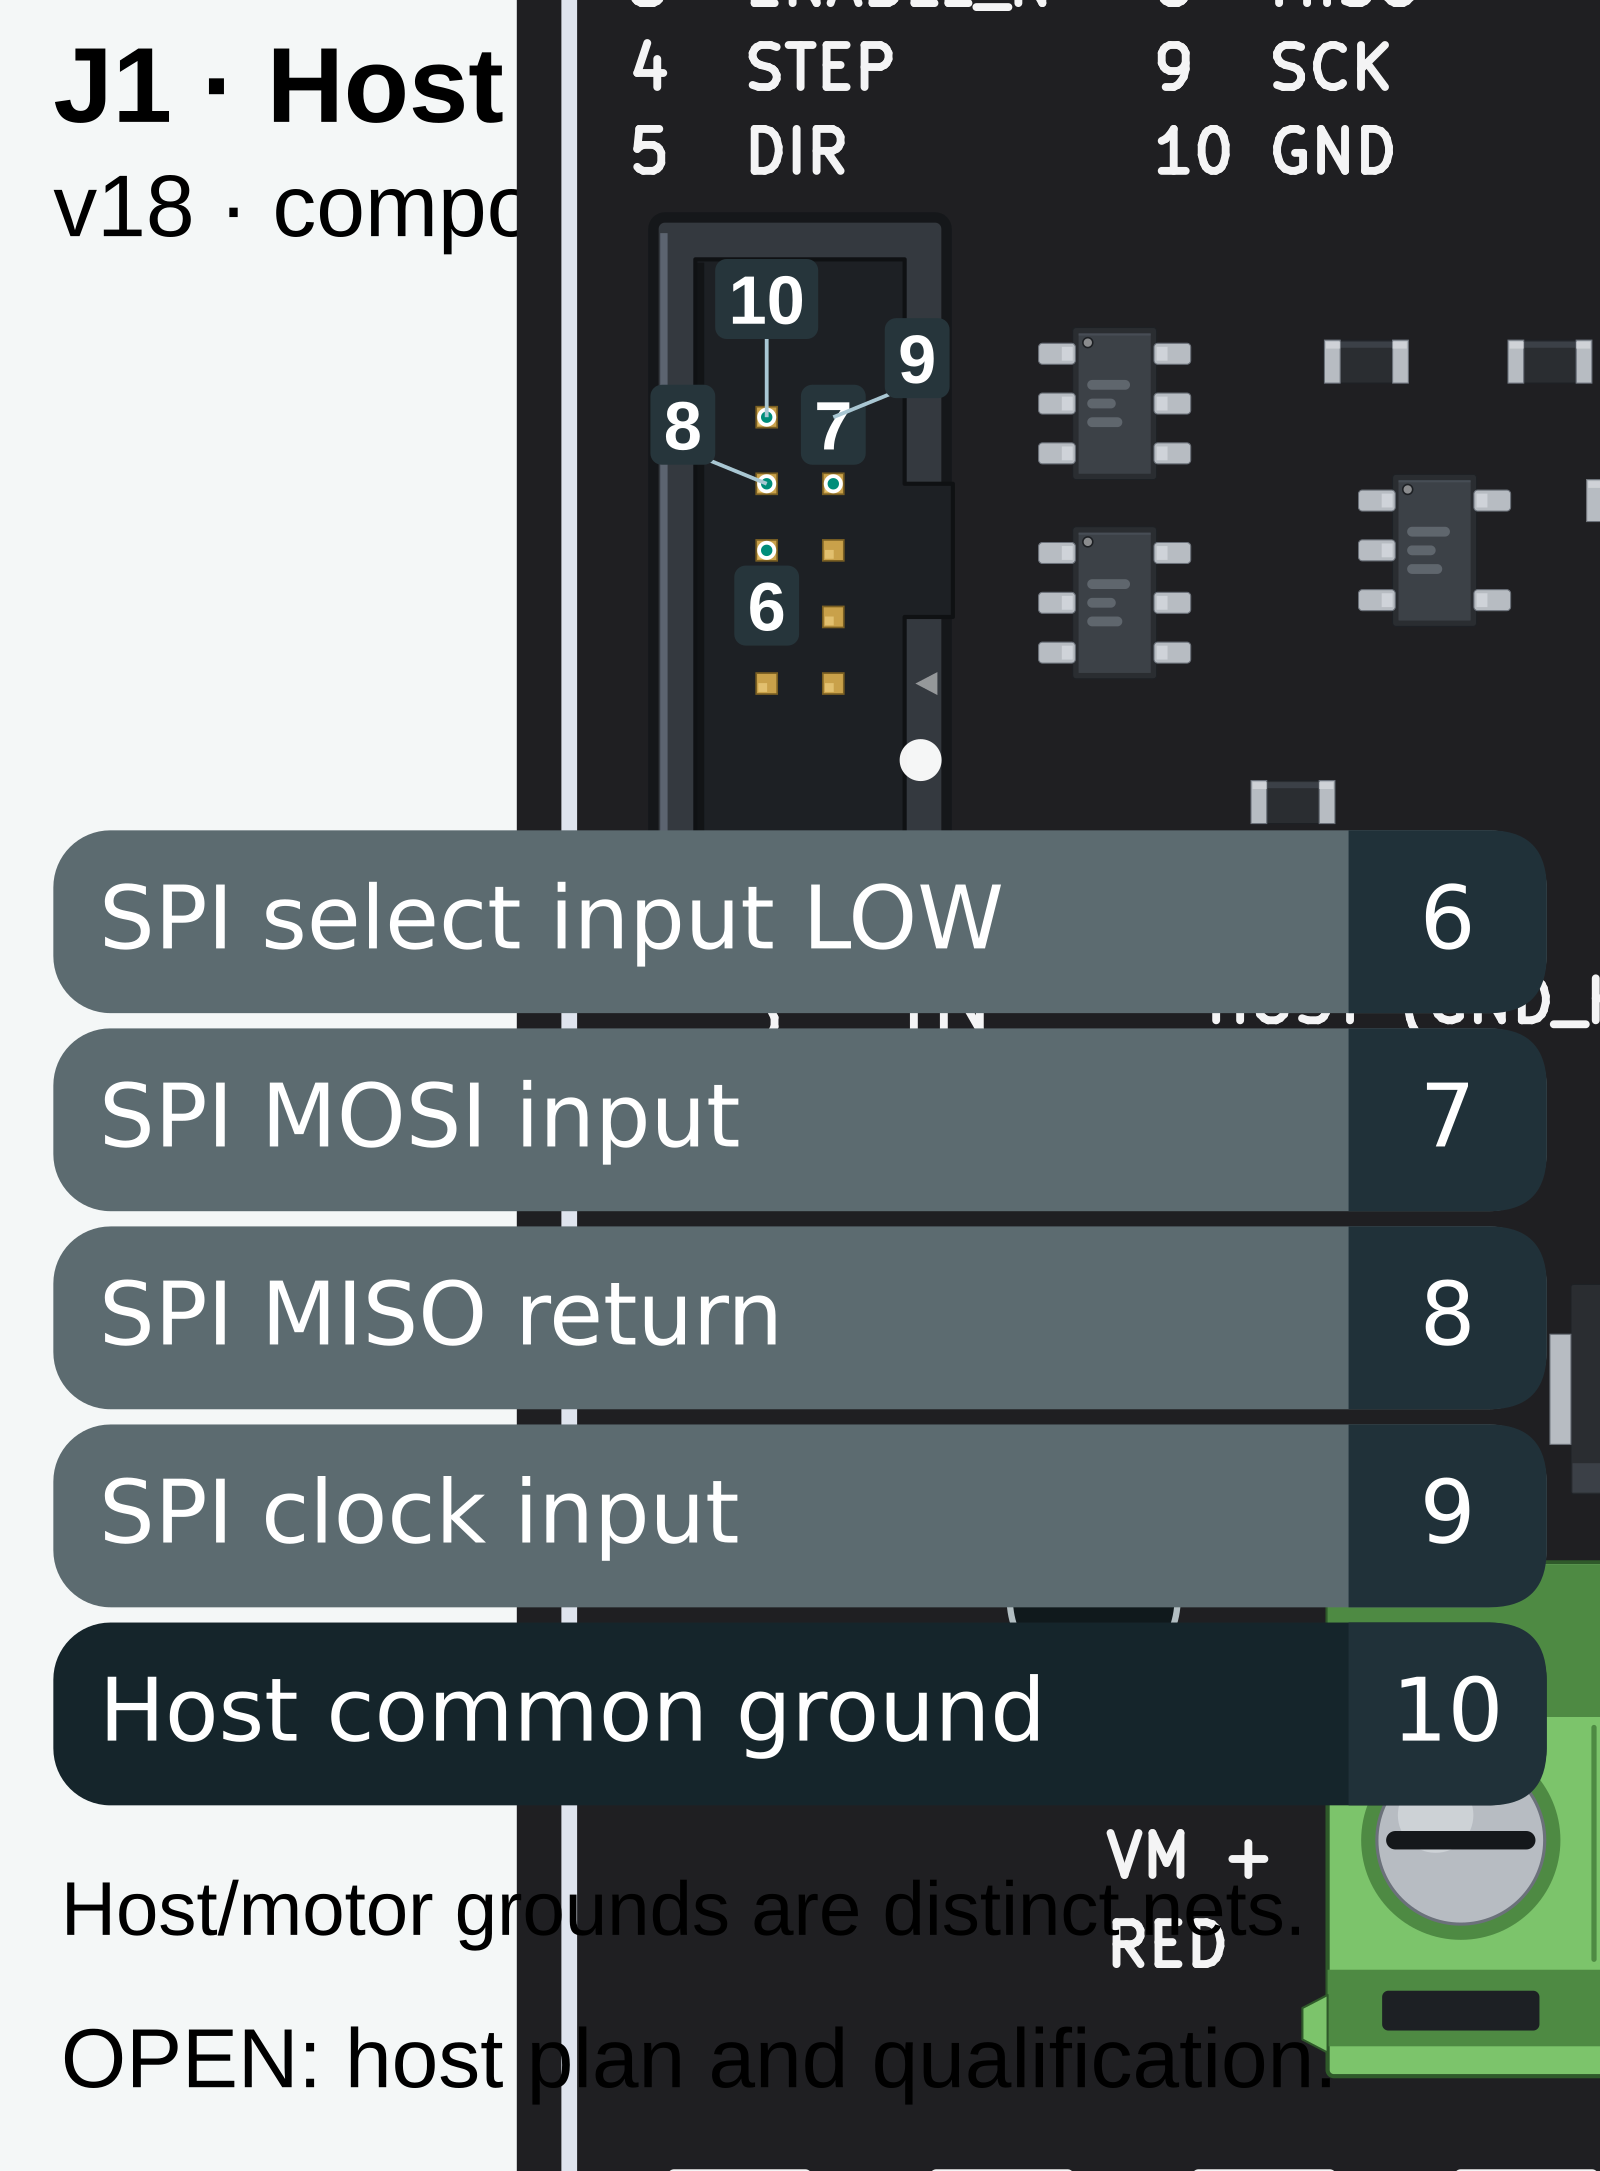 J1 · Host
v18 ·
4 STEP 9 SCK
5 DIR 10 GND
10
9
8
7
6
SPI select input LOW 6
SPI MOSI input 7
SPI MISO return 8
SPI clock input 9
Host common ground 10
VM +
RED
Host/motor grounds are distinct nets.
OPEN: host plan and qualification.